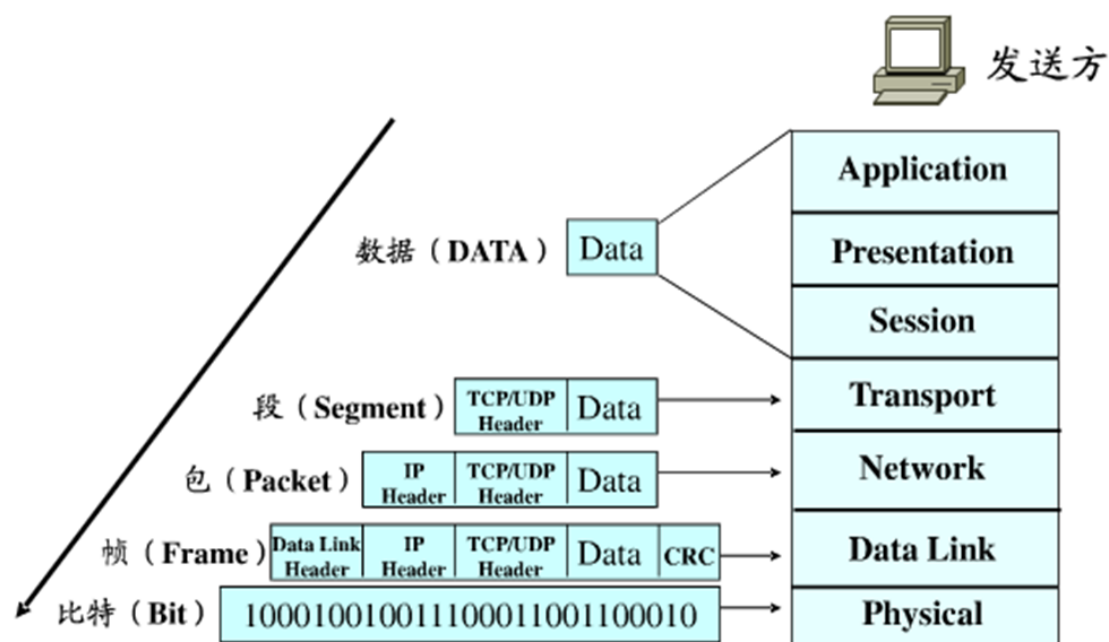 发送方
Application
数据（DATA） Data
Presentation
Session
段（Segment） TCP/UDP Header Data
Transport
包（Packet） IP Header TCP/UDP Header Data
Network
帧（Frame） Data Link Header IP Header TCP/UDP Header Data CRC
Data Link
比特（Bit） 100010010011100011001100010
Physical